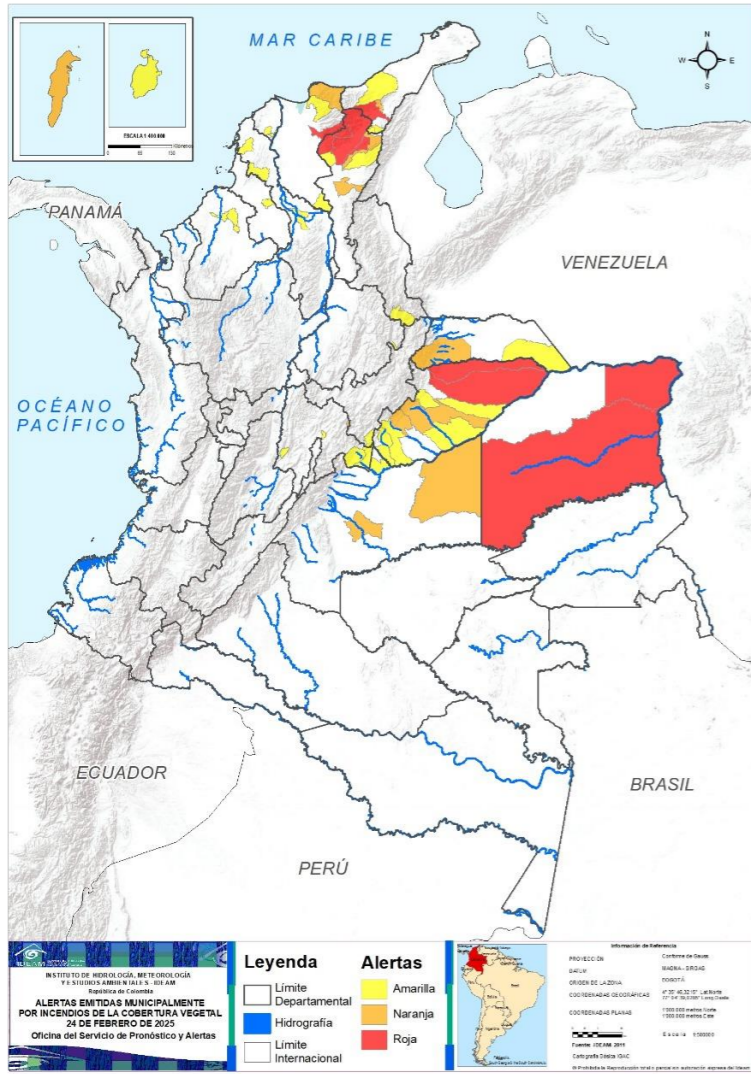 MAR CARIBE
N
W E
S
ESCALA 1:400.000
PANAMÁ
VENEZUELA
OCÉANO
PACÍFICO
ECUADOR
BRASIL
PERÚ
INSTITUTO DE HIDROLOGÍA, METEOROLOGÍA
Y ESTUDIOS AMBIENTALES - IDEAM
República de Colombia
ALERTAS EMITIDAS MUNICIPALMENTE
POR INCENDIOS DE LA COBERTURA VEGETAL
24 DE FEBRERO DE 2025
Oficina del Servicio de Pronóstico y Alertas
Leyenda
Límite
Departamental
Hidrografía
Límite
Internacional
Alertas
Amarilla
Naranja
Roja
Información de Referencia
PROYECCIÓN Conforme de Gauss
DATUM MAGNA - SIRGAS
ORIGEN DE LA ZONA BOGOTÁ
COORDENADAS GEOGRÁFICAS
COORDENADAS PLANAS 1'000.000 metros Norte
1'000.000 metros Este
Escala
Fuente: IDEAM, 2011
Cartografía Básica IGAC